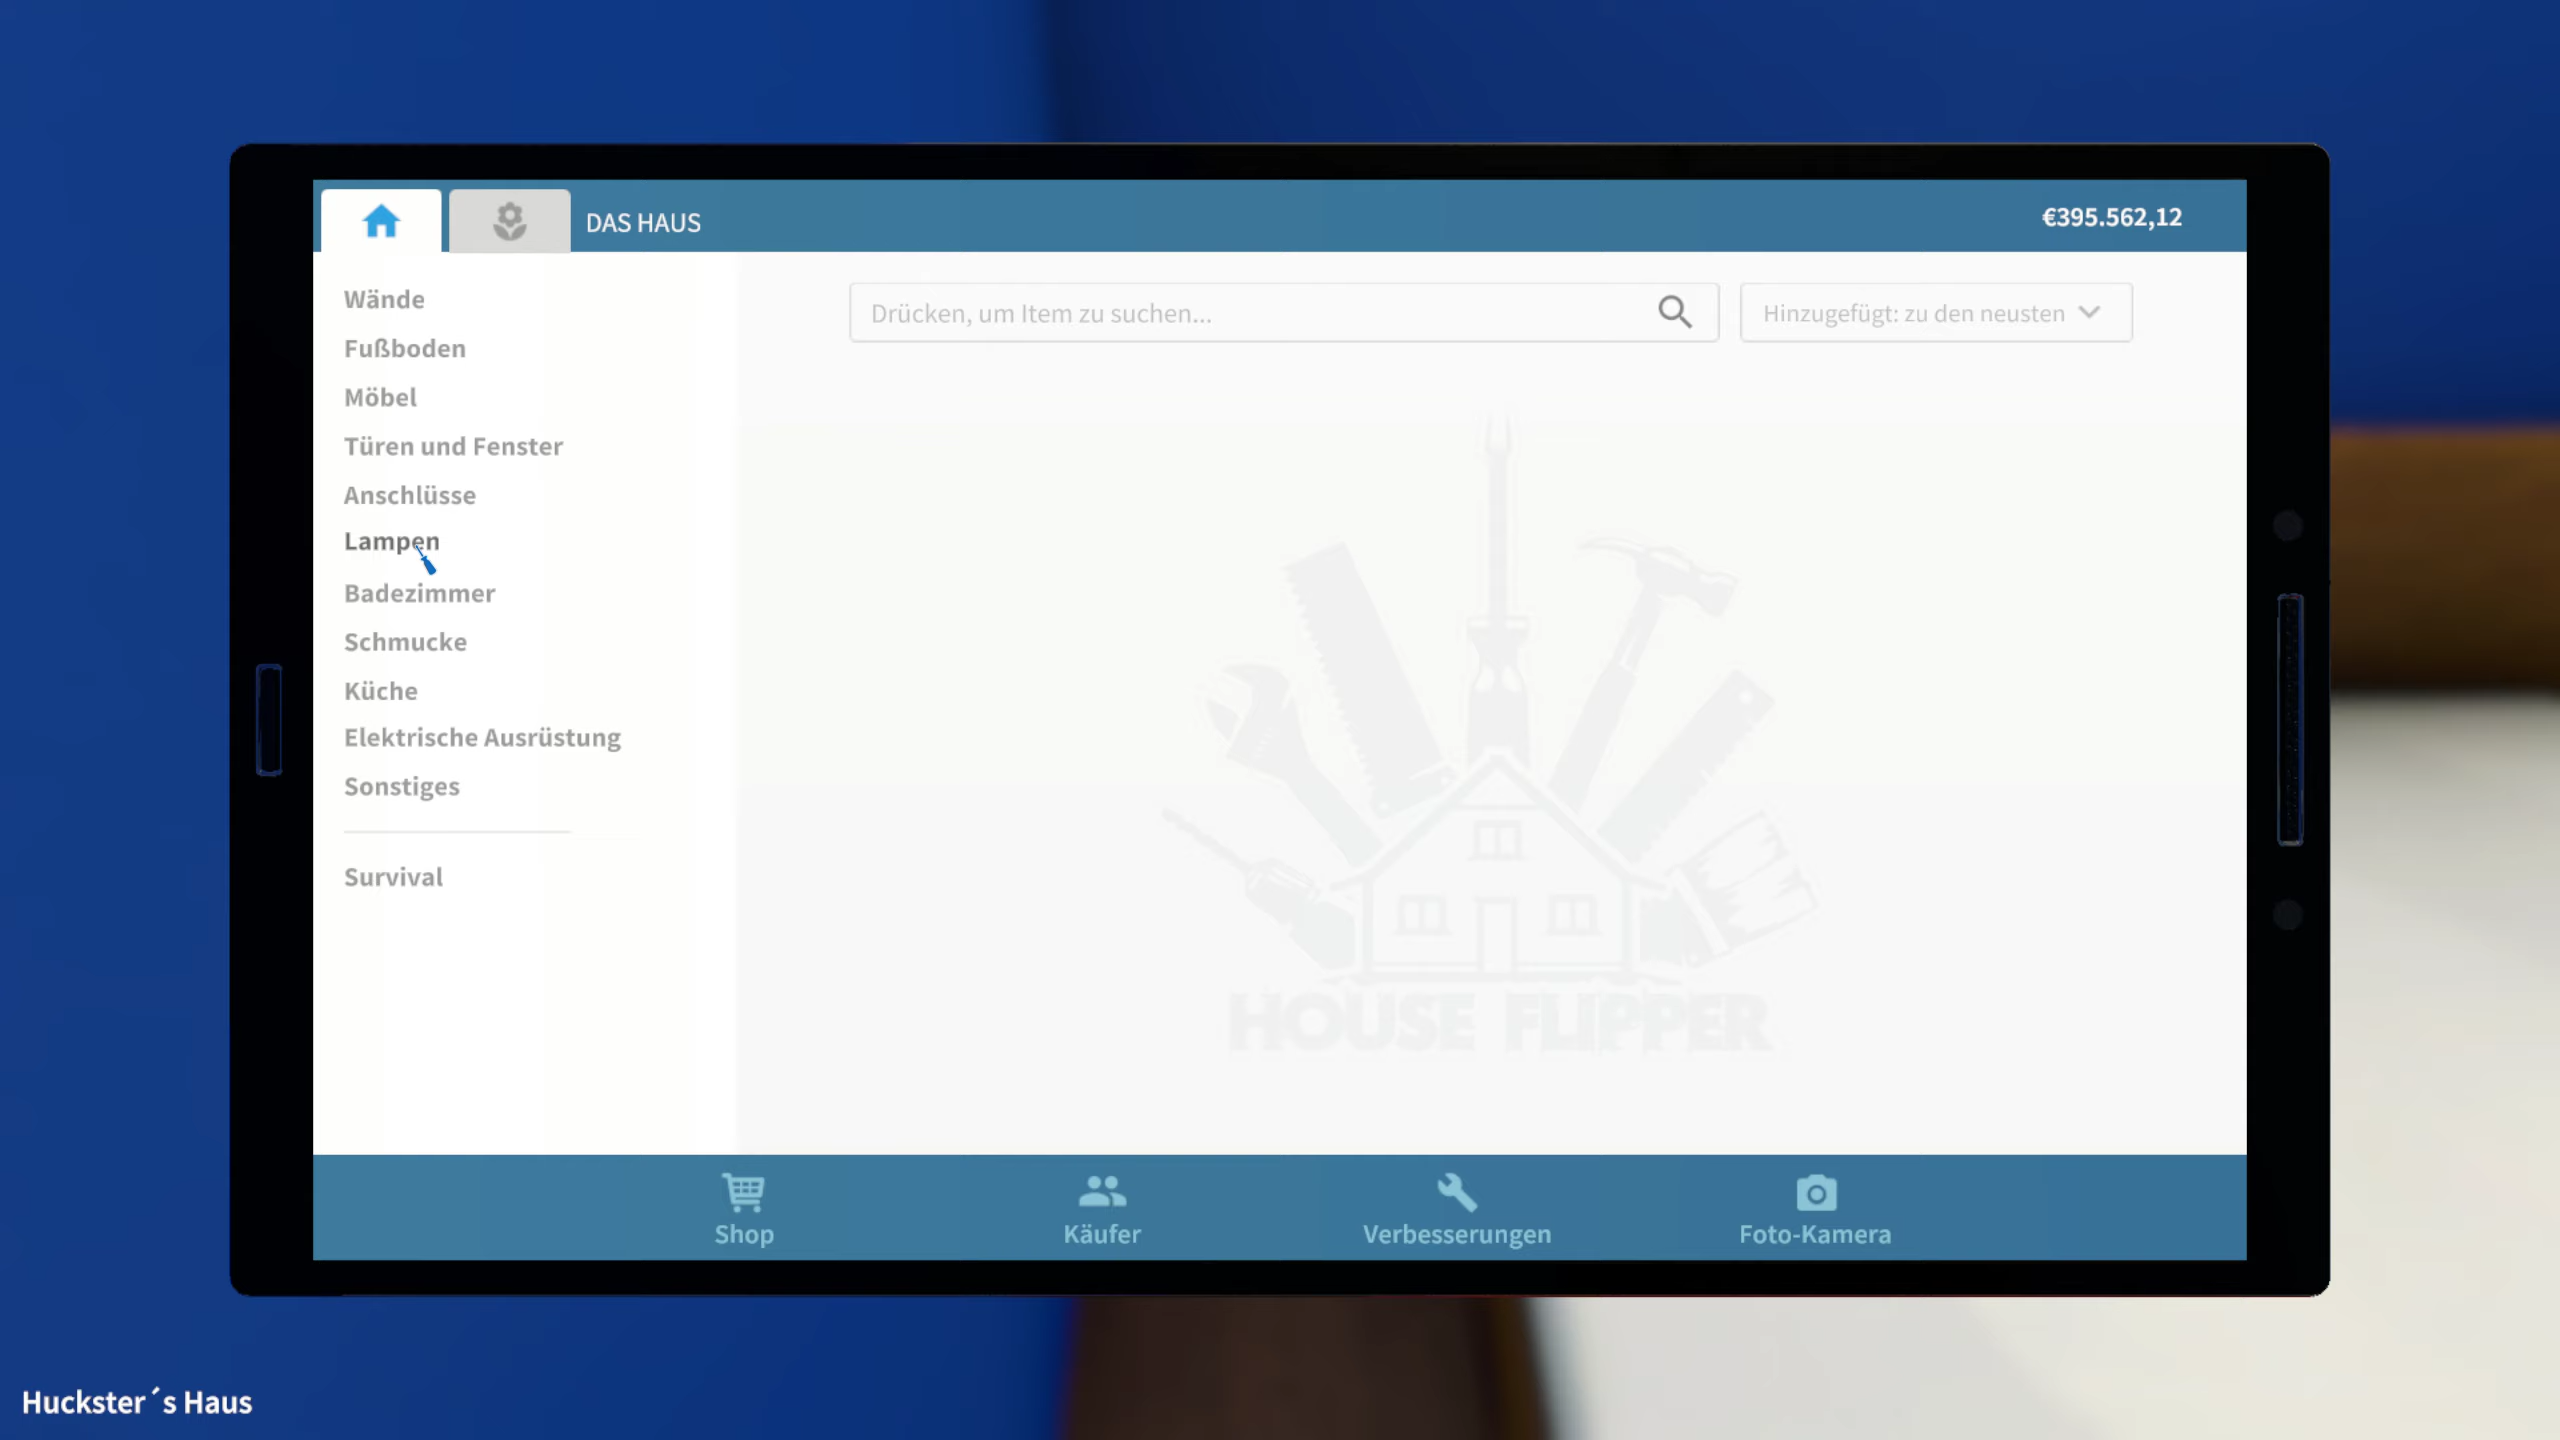 DAS HAUS
€395.562,12
Wände
Fußboden
Möbel
Türen und Fenster
Anschlüsse
Lampen
Badezimmer
Schmucke
Küche
Elektrische Ausrüstung
Sonstiges
Survival
Drücken, um Item zu suchen...
Hinzugefügt: zu den neusten
HOUSE FLIPPER
Shop
Käufer
Verbesserungen
Foto-Kamera
Huckster´s Haus